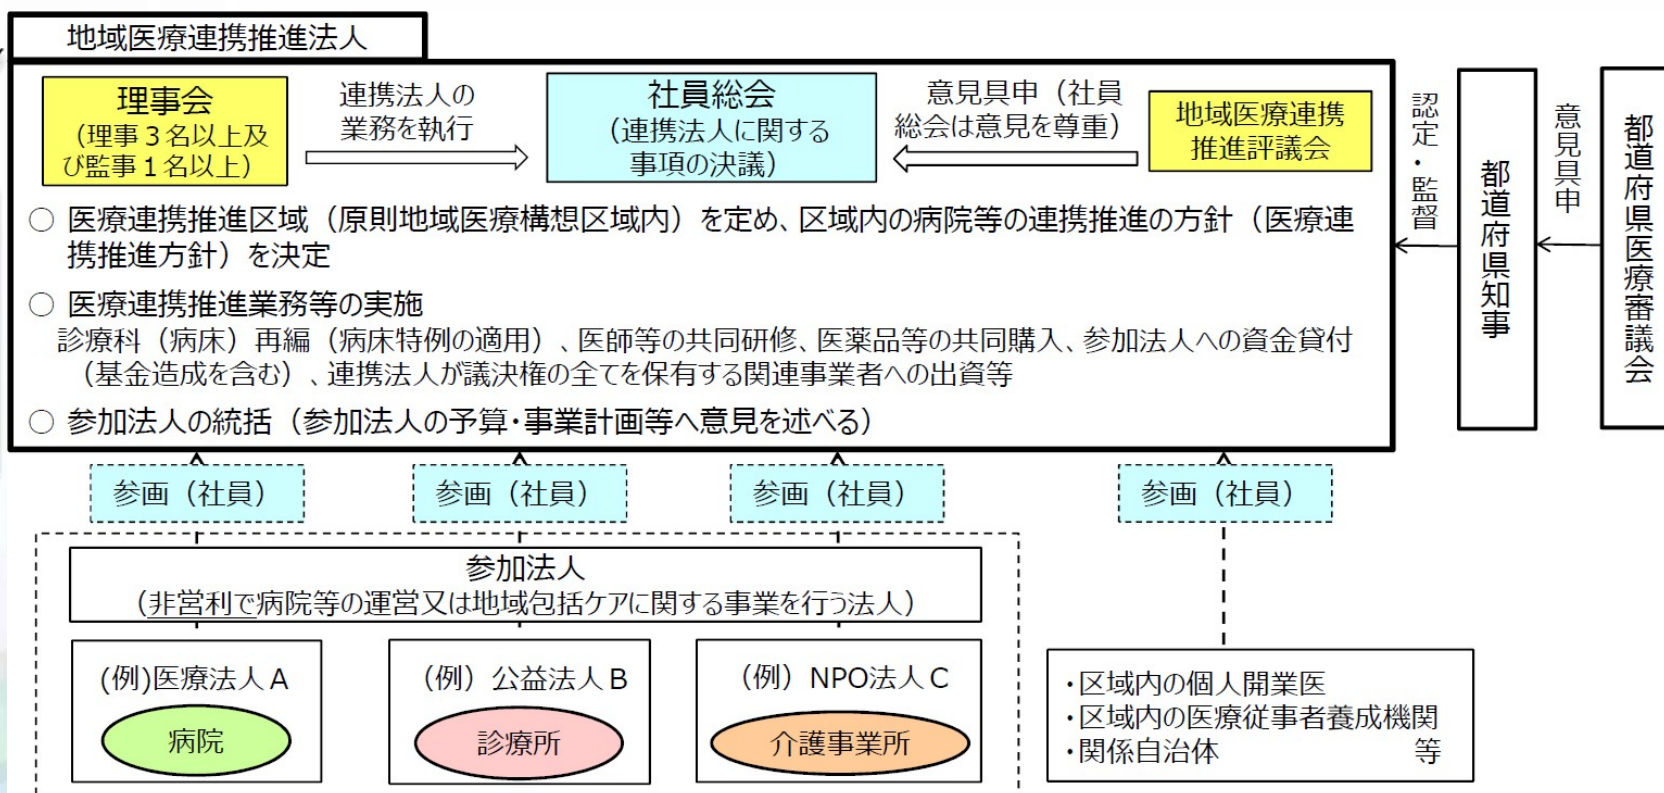 地域医療連携推進法人
理事会
（理事３名以上及
び監事１名以上）
連携法人の
業務を執行
社員総会
（連携法人に関する
事項の決議）
意見具申（社員
総会は意見を尊重）
地域医療連携
推進評議会
認定・監督
都道府県知事
意見具申
都道府県医療審議会
○ 医療連携推進区域（原則地域医療構想区域内）を定め、区域内の病院等の連携推進の方針（医療連
携推進方針）を決定
○ 医療連携推進業務等の実施
診療科（病床）再編（病床特例の適用）、医師等の共同研修、医薬品等の共同購入、参加法人への資金貸付
（基金造成を含む）、連携法人が議決権の全てを保有する関連事業者への出資等
○ 参加法人の統括（参加法人の予算・事業計画等へ意見を述べる）
参画（社員）
参画（社員）
参画（社員）
参画（社員）
参加法人
（非営利で病院等の運営又は地域包括ケアに関する事業を行う法人）
(例)医療法人Ａ
病院
（例）公益法人Ｂ
診療所
（例）NPO法人Ｃ
介護事業所
・区域内の個人開業医
・区域内の医療従事者養成機関
・関係自治体　　　　　　　等